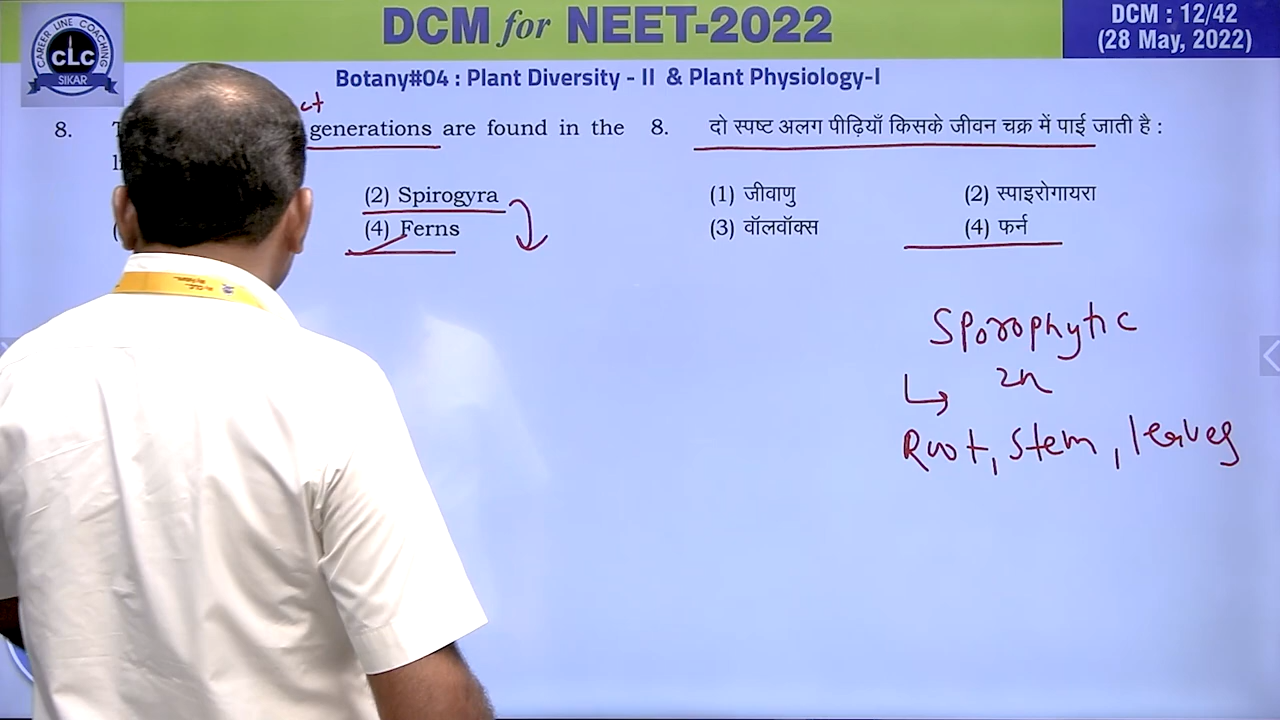 DCM for NEET-2022
DCM : 12/42
(28 May, 2022)
CAREER LINE COACHING
CLC
SIKAR
Botany#04 : Plant Diversity - II & Plant Physiology-I
ct
8. generations are found in the
(2) Spirogyra
(4) Ferns
8. दो स्पष्ट अलग पीढ़ियाँ किसके जीवन चक्र में पाई जाती है :
(1) जीवाणु (2) स्पाइरोगायरा
(3) वॉलवॉक्स (4) फर्न
Sporophytic
2n
Root, Stem, leaves